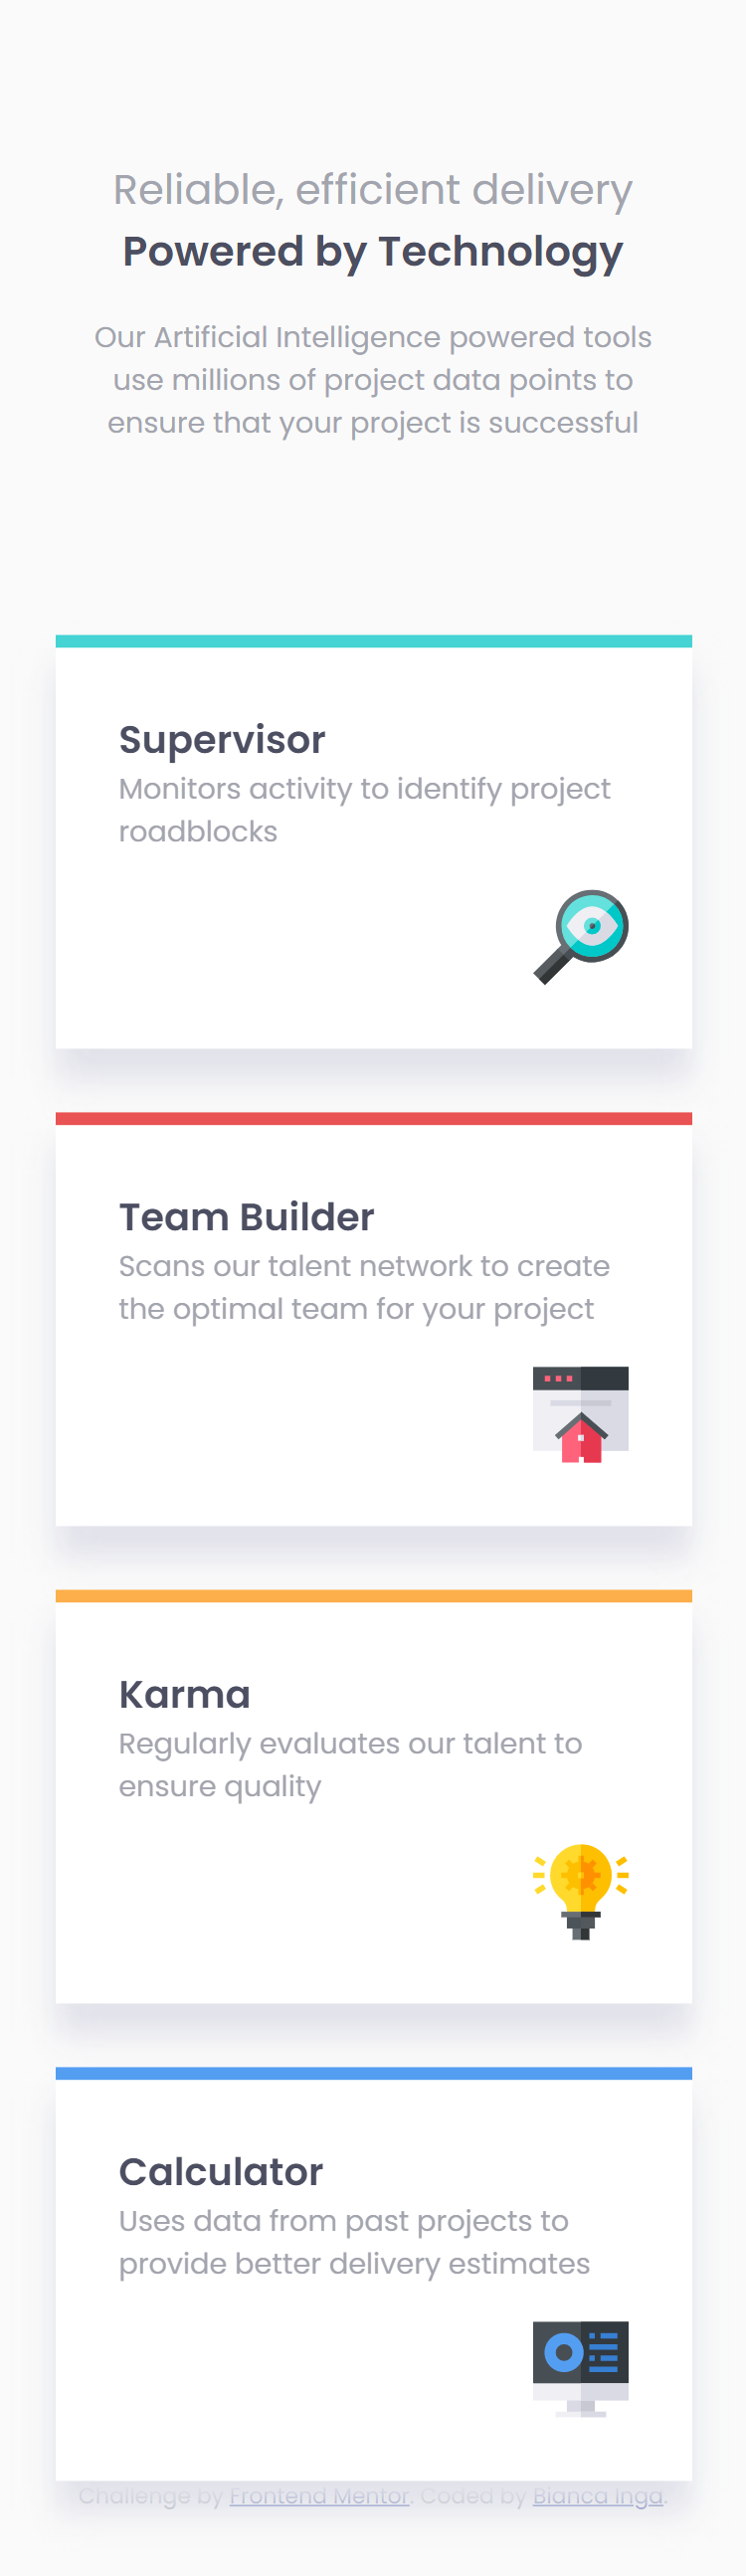 Reliable, efficient delivery
Powered by Technology
Our Artificial Intelligence powered tools
use millions of project data points to
ensure that your project is successful
Supervisor
Monitors activity to identify project
roadblocks
Team Builder
Scans our talent network to create
the optimal team for your project
Karma
Regularly evaluates our talent to
ensure quality
Calculator
Uses data from past projects to
provide better delivery estimates
Challenge by Frontend Mentor. Coded by Bianca Inga.